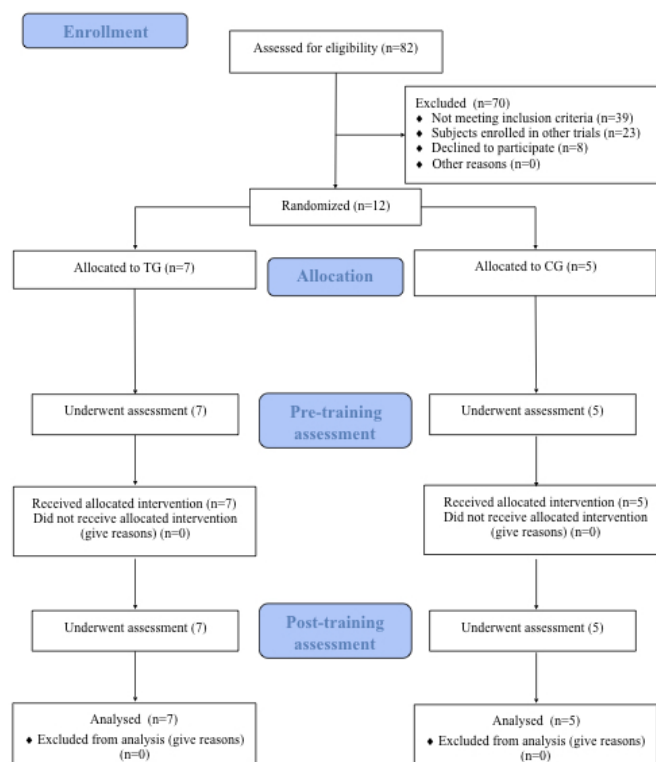 Enrollment
Assessed for eligibility (n=82)
Excluded (n=70)
♦ Not meeting inclusion criteria (n=39)
♦ Subjects enrolled in other trials (n=23)
♦ Declined to participate (n=8)
♦ Other reasons (n=0)
Randomized (n=12)
Allocated to TG (n=7)
Allocation
Allocated to CG (n=5)
Underwent assessment (7)
Pre-training
assessment
Underwent assessment (5)
Received allocated intervention (n=7)
Did not receive allocated intervention
(give reasons) (n=0)
Received allocated intervention (n=5)
Did not receive allocated intervention
(give reasons) (n=0)
Underwent assessment (7)
Post-training
assessment
Underwent assessment (5)
Analysed (n=7)
♦ Excluded from analysis (give reasons)
(n=0)
Analysed (n=5)
♦ Excluded from analysis (give reasons)
(n=0)